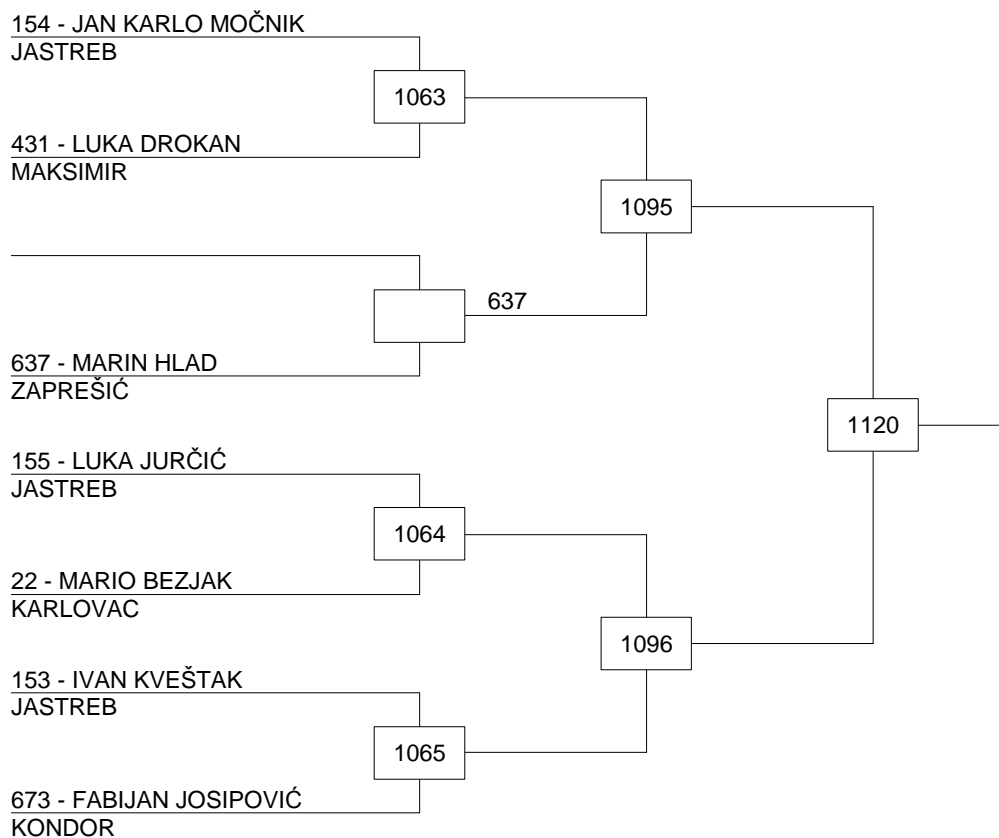 154 - JAN KARLO MOČNIK
JASTREB
1063
431 - LUKA DROKAN
MAKSIMIR
1095
637
637 - MARIN HLAD
ZAPREŠIĆ
1120
155 - LUKA JURČIĆ
JASTREB
1064
22 - MARIO BEZJAK
KARLOVAC
1096
153 - IVAN KVEŠTAK
JASTREB
1065
673 - FABIJAN JOSIPOVIĆ
KONDOR